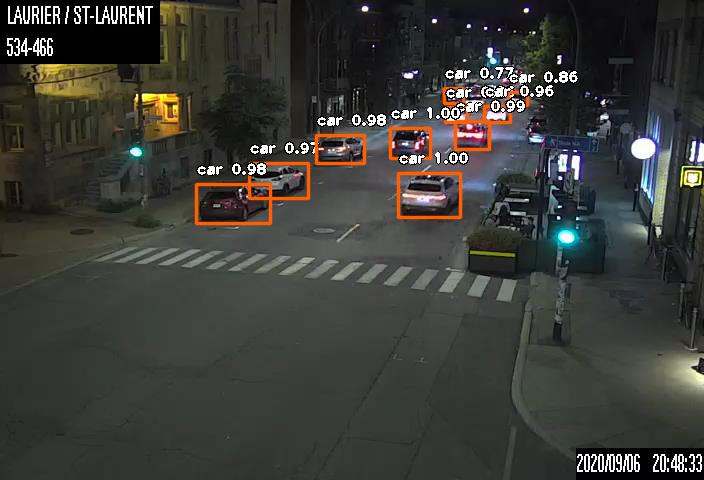 LAURIER / ST-LAURENT
534-466
car 0.77
car 0.86
car 0.96
car 0.99
car 1.00
car 0.98
car 0.97
car 1.00
car 0.98
2020/09/06 20:48:33